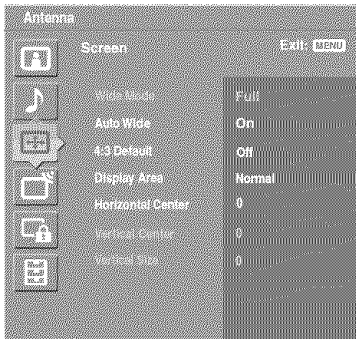 Antenna
Screen Exit: MENU
Wide Mode Full
Auto Wide On
4:3 Default Off
Display Area Normal
Horizontal Center 0
Vertical Center 0
Vertical Size 0